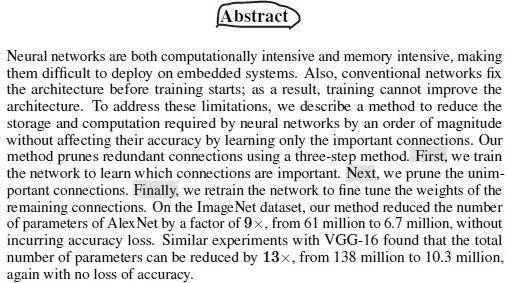 Abstract
Neural networks are both computationally intensive and memory intensive, making
them difficult to deploy on embedded systems. Also, conventional networks fix
the architecture before training starts; as a result, training cannot improve the
architecture. To address these limitations, we describe a method to reduce the
storage and computation required by neural networks by an order of magnitude
without affecting their accuracy by learning only the important connections. Our
method prunes redundant connections using a three-step method. First, we train
the network to learn which connections are important. Next, we prune the unim-
portant connections. Finally, we retrain the network to fine tune the weights of the
remaining connections. On the ImageNet dataset, our method reduced the number
of parameters of AlexNet by a factor of 9×, from 61 million to 6.7 million, without
incurring accuracy loss. Similar experiments with VGG-16 found that the total
number of parameters can be reduced by 13×, from 138 million to 10.3 million,
again with no loss of accuracy.